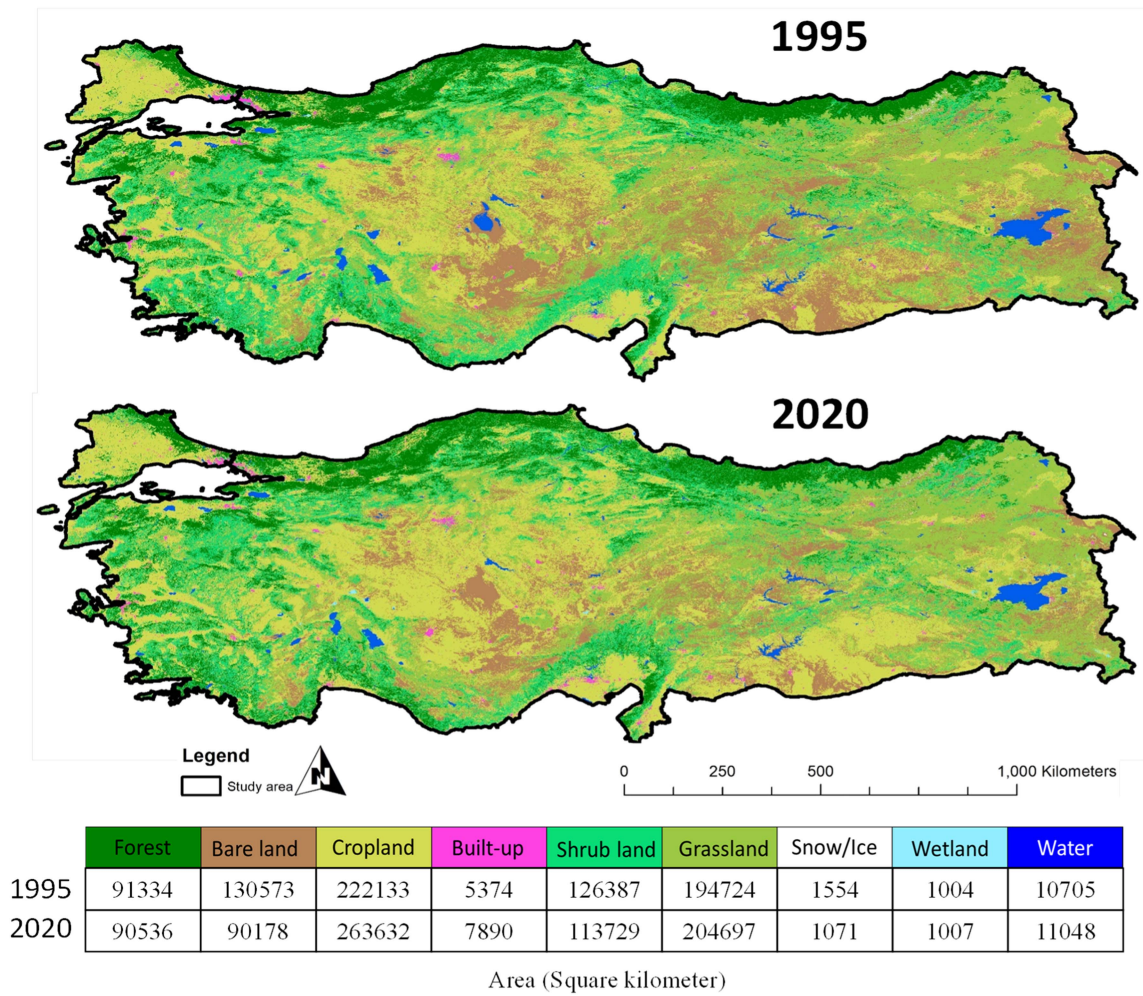 1995
2020
Legend
Study area
N
0 250 500 1,000 Kilometers
Forest Bare land Cropland Built-up Shrub land Grassland Snow/Ice Wetland Water
1995 91334 130573 222133 5374 126387 194724 1554 1004 10705
2020 90536 90178 263632 7890 113729 204697 1071 1007 11048
Area (Square kilometer)